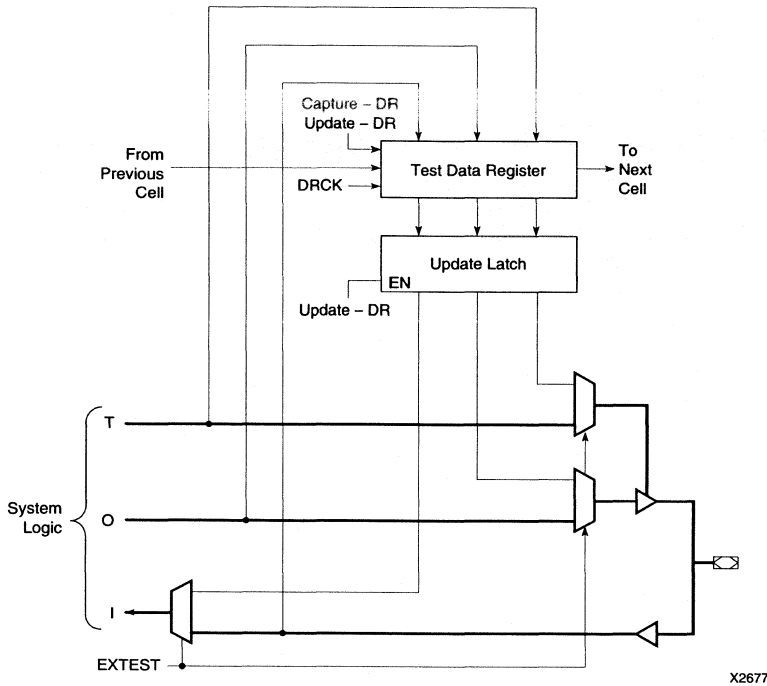 Capture – DR
Update – DR
From
Previous
Cell
DRCK
Test Data Register
To
Next
Cell
Update Latch
EN
Update – DR
T
System
Logic
O
I
EXTEST
X2677